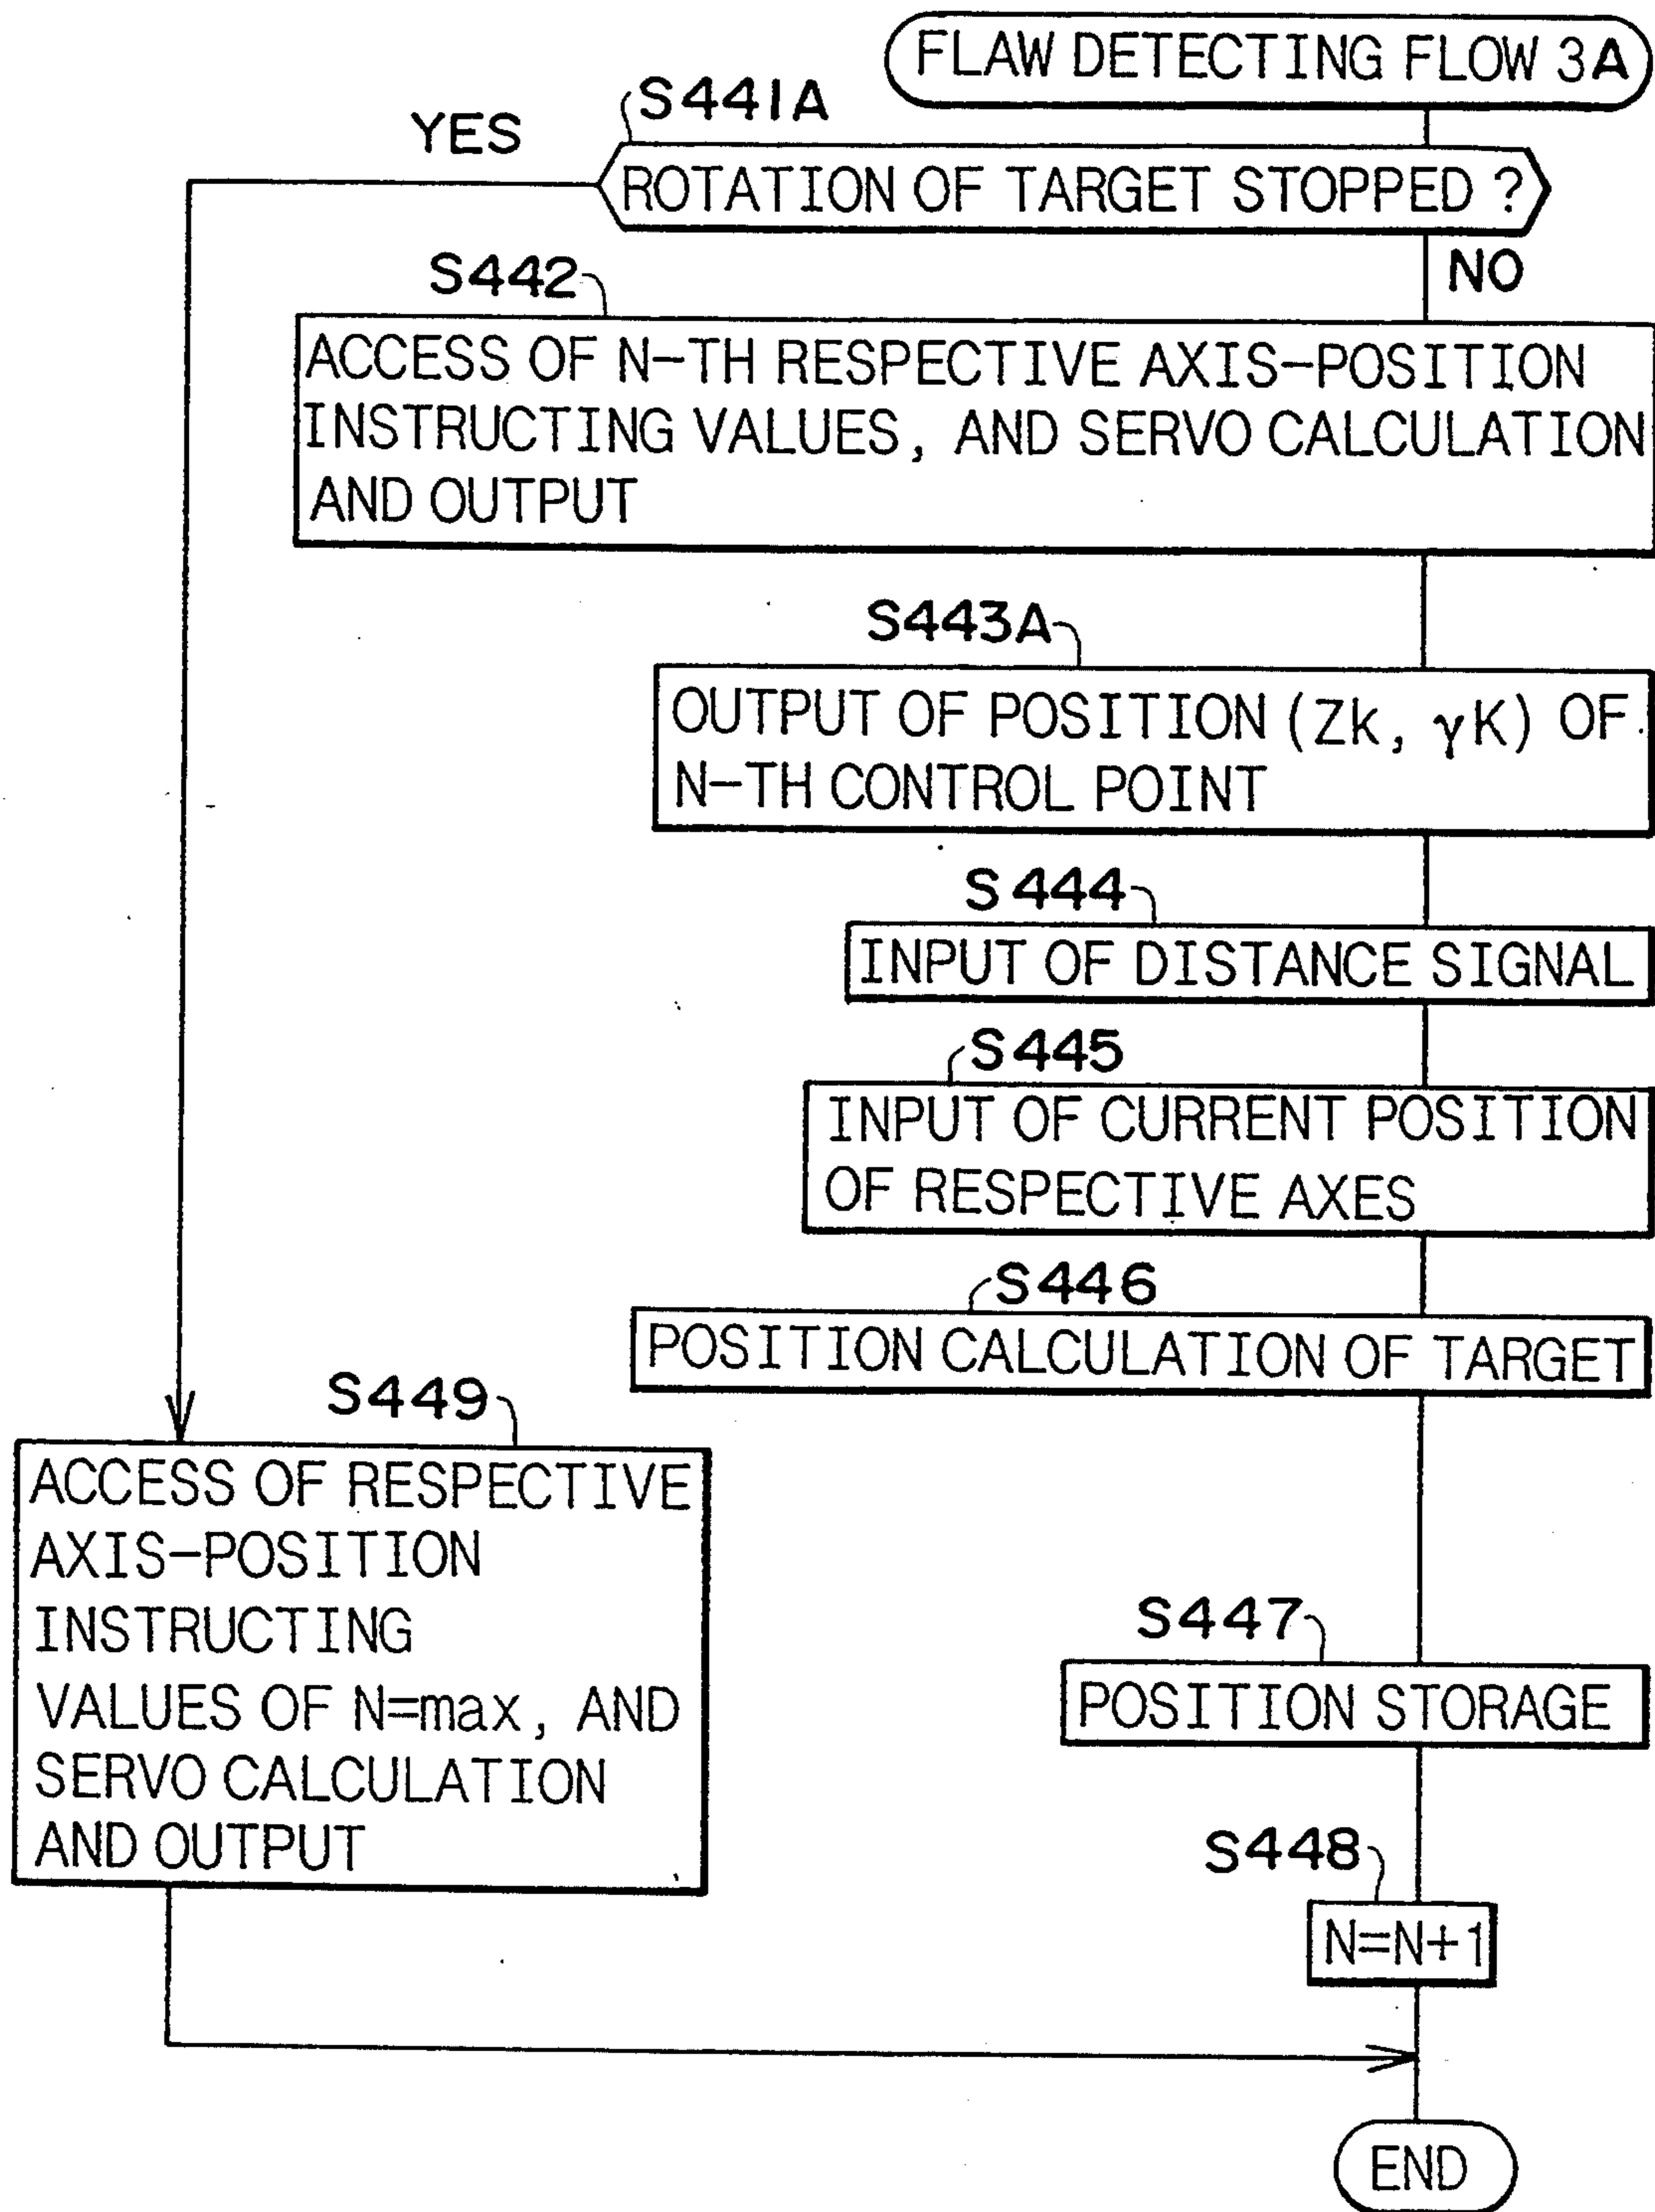 FLAW DETECTING FLOW 3A
S441A
YES
ROTATION OF TARGET STOPPED ?
NO
S442
ACCESS OF N-TH RESPECTIVE AXIS-POSITION
INSTRUCTING VALUES, AND SERVO CALCULATION
AND OUTPUT
S443A
OUTPUT OF POSITION (Zk, γK) OF
N-TH CONTROL POINT
S444
INPUT OF DISTANCE SIGNAL
S445
INPUT OF CURRENT POSITION
OF RESPECTIVE AXES
S446
POSITION CALCULATION OF TARGET
S449
ACCESS OF RESPECTIVE
AXIS-POSITION
INSTRUCTING
VALUES OF N=max, AND
SERVO CALCULATION
AND OUTPUT
S447
POSITION STORAGE
S448
N=N+1
END